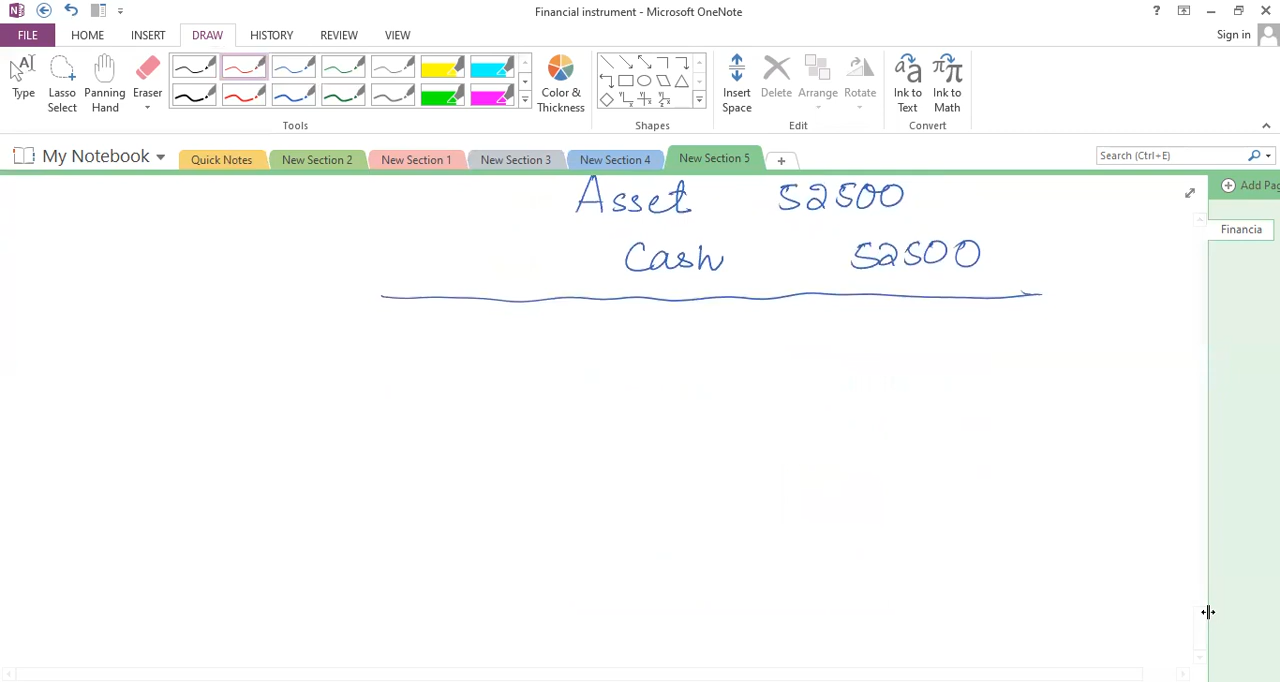 Financial instrument - Microsoft OneNote
FILE HOME INSERT DRAW HISTORY REVIEW VIEW Sign in
Type Lasso Select Panning Hand Eraser Color & Thickness Insert Space Delete Arrange Rotate Ink to Text Ink to Math
Tools Shapes Edit Convert
My Notebook Quick Notes New Section 2 New Section 1 New Section 3 New Section 4 New Section 5 Search (Ctrl+E)
Add Pag
Financia
Asset 52500
Cash 52500